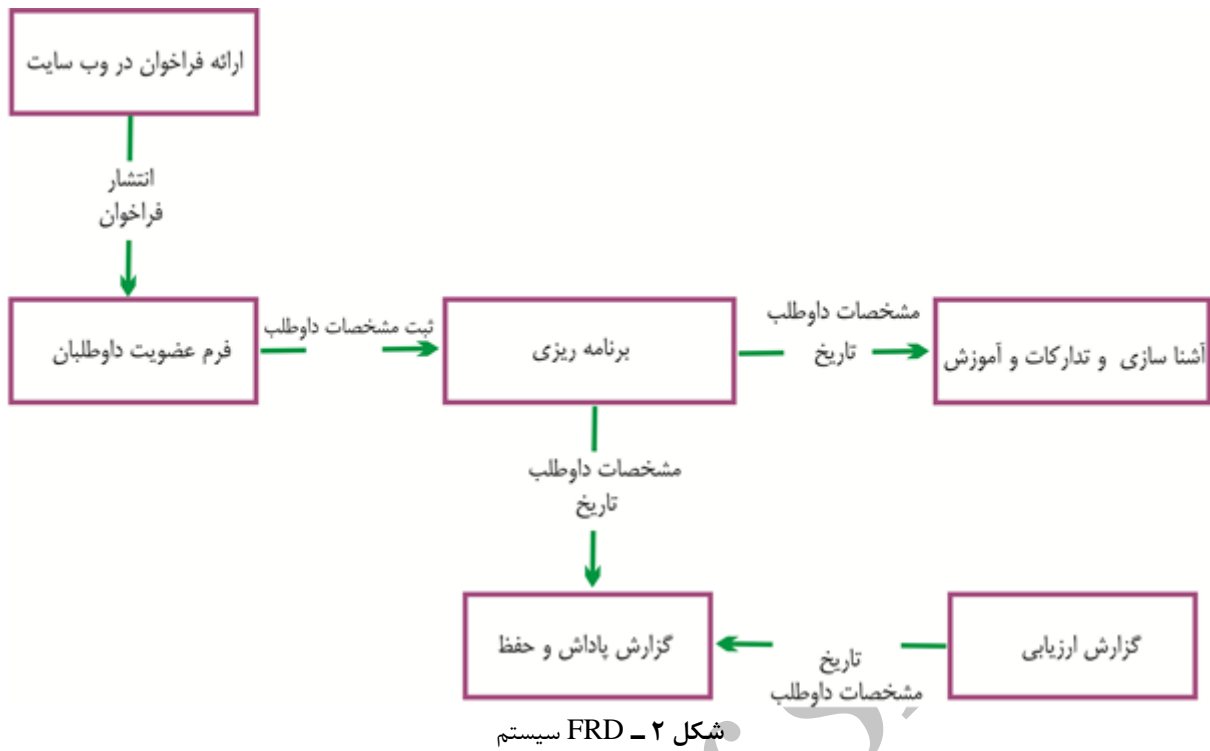 ارائه فراخوان در وب سایت
انتشار
فراخوان
فرم عضویت داوطلبان
ثبت مشخصات داوطلب
برنامه ریزی
مشخصات داوطلب
تاریخ
آشنا سازی و تدارکات و آموزش
مشخصات داوطلب
تاریخ
گزارش پاداش و حفظ
تاریخ
مشخصات داوطلب
گزارش ارزیابی
شکل ۲ ــ FRD سیستم